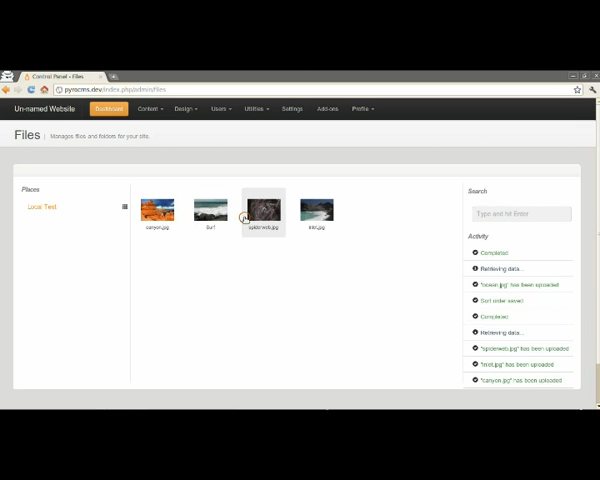 Control Panel - Files
pyrocms.dev/index.php/admin/files
Un-named Website
Dashboard
Content
Design
Users
Utilities
Settings
Add-ons
Profile
Files | Manages files and folders for your site.
Places
Local Test
canyon.jpg
Surf
spiderweb.jpg
inlet.jpg
Search
Type and hit Enter
Activity
Completed
Retrieving data...
"ocean.jpg" has been uploaded
Sort order saved
Completed
Retrieving data...
"spiderweb.jpg" has been uploaded
"inlet.jpg" has been uploaded
"canyon.jpg" has been uploaded